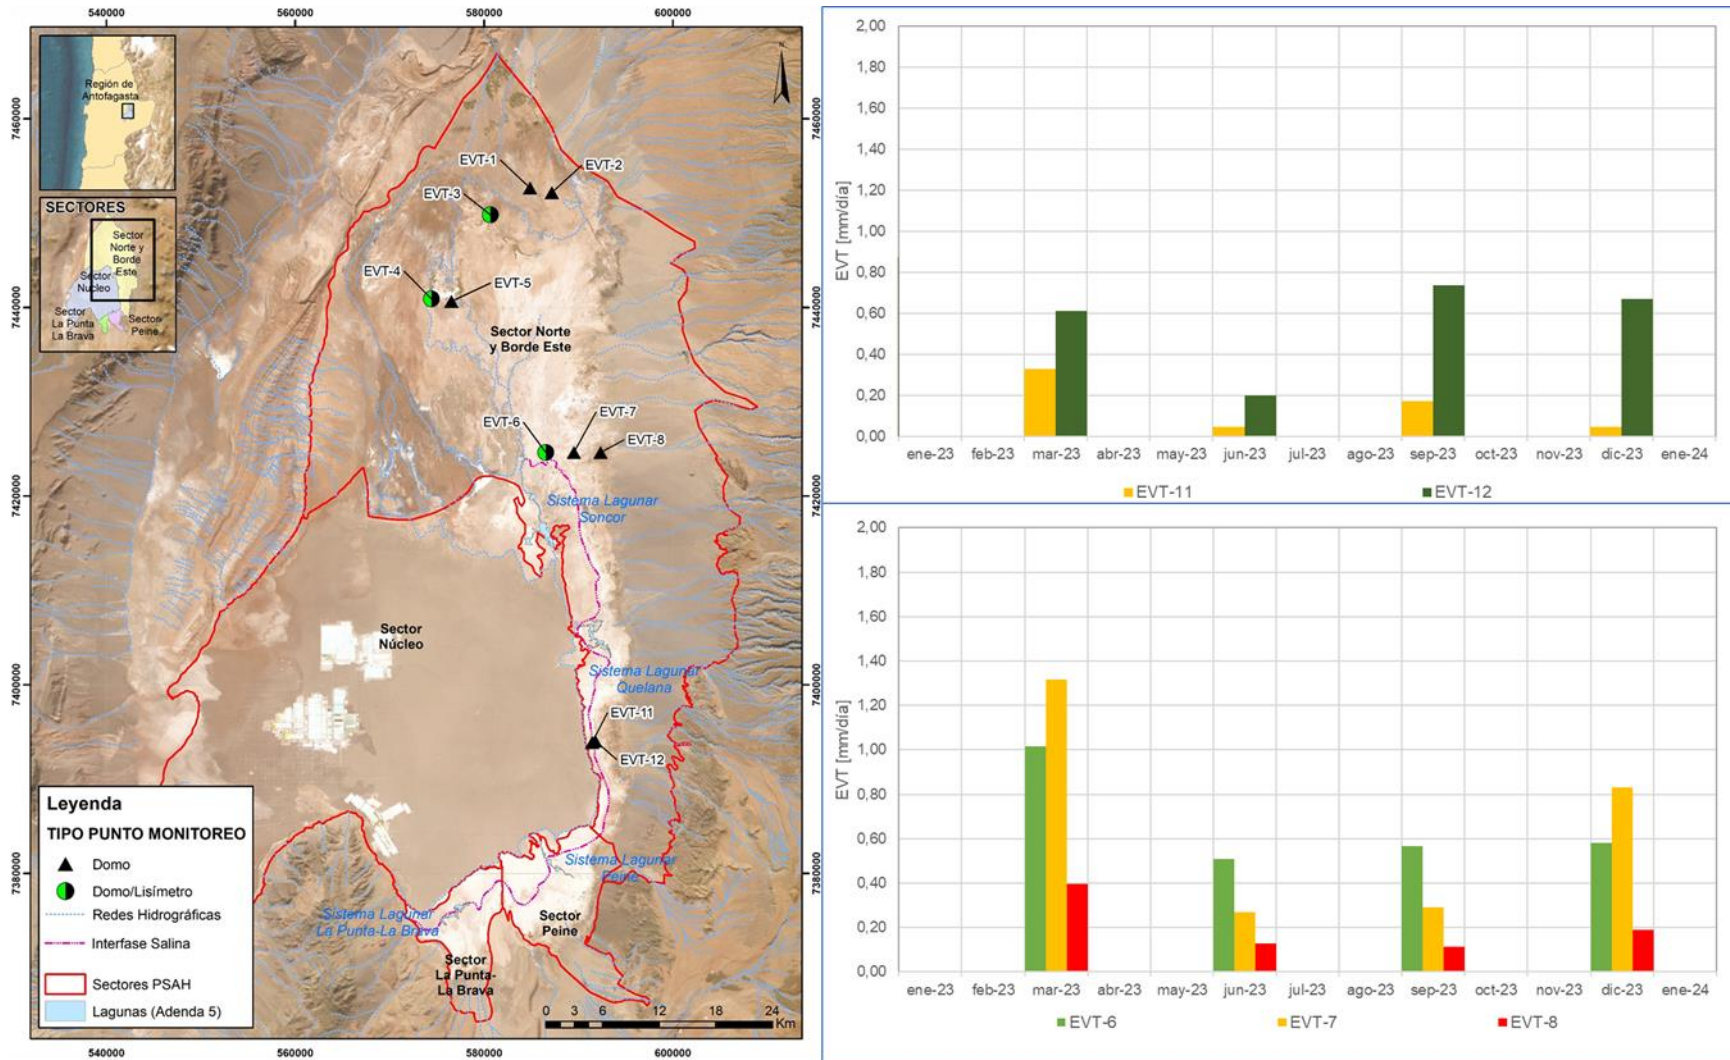 540000
560000
580000
600000
7460000
7440000
7420000
7400000
7380000
7460000
7440000
7420000
7400000
7380000
Región de
Antofagasta
SECTORES
Sector
Norte y
Borde
Este
Sector
Nucleo
Sector
La Punta
La Brava
Sector
Peine
N
EVT-1
EVT-2
EVT-3
EVT-4
EVT-5
Sector Norte
y Borde Este
EVT-6
EVT-7
EVT-8
Sistema Lagunar
Soncor
Sector
Núcleo
Sistema Lagunar
Quelana
EVT-11
EVT-12
Sistema Lagunar
Peine
Sistema Lagunar
La Punta-La Brava
Sector
Peine
Sector
La Punta-
La Brava
Leyenda
TIPO PUNTO MONITOREO
Domo
Domo/Lisímetro
Redes Hidrográficas
Interfase Salina
Sectores PSAH
Lagunas (Adenda 5)
0 3 6 12 18 24
Km
540000
560000
580000
600000
EVT [mm/día]
2,00
1,80
1,60
1,40
1,20
1,00
0,80
0,60
0,40
0,20
0,00
ene-23 feb-23 mar-23 abr-23 may-23 jun-23 jul-23 ago-23 sep-23 oct-23 nov-23 dic-23 ene-24
EVT-11 EVT-12
EVT [mm/día]
2,00
1,80
1,60
1,40
1,20
1,00
0,80
0,60
0,40
0,20
0,00
ene-23 feb-23 mar-23 abr-23 may-23 jun-23 jul-23 ago-23 sep-23 oct-23 nov-23 dic-23 ene-24
EVT-6 EVT-7 EVT-8